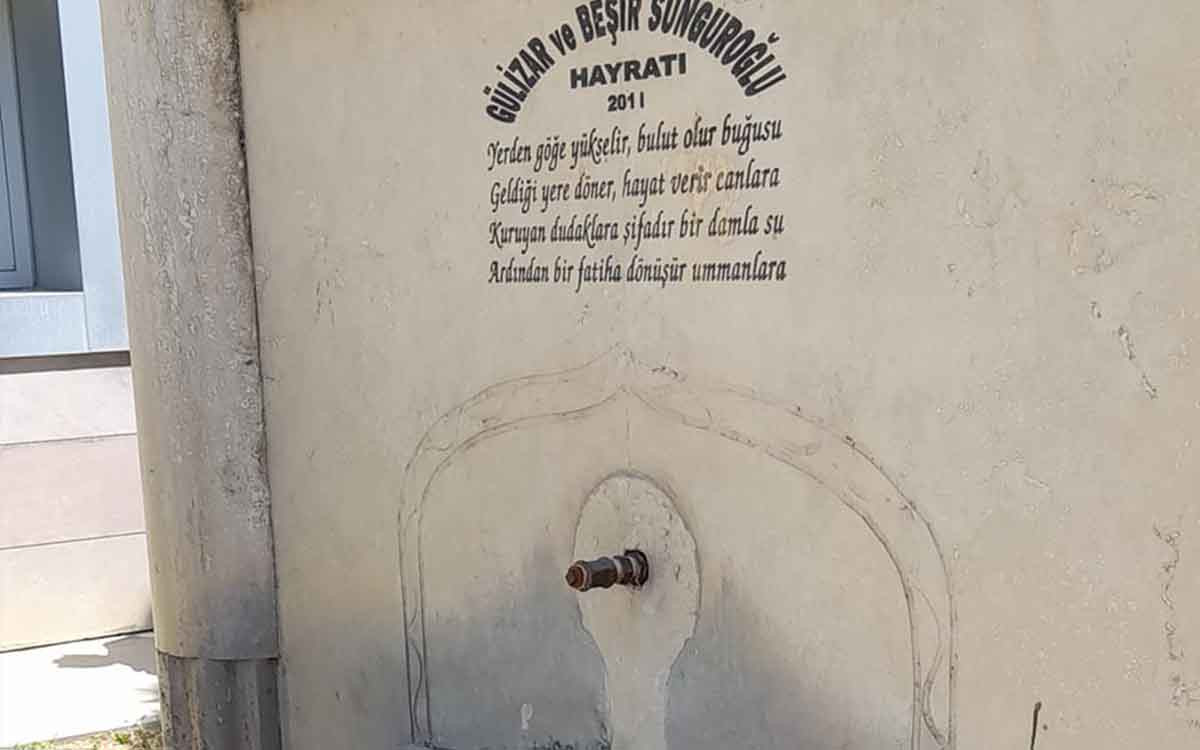 GÜLİZAR ve BEŞİR SUNGUROĞLU
HAYRATI
2011
Yerden göğe yükselir, bulut olur buğusu
Geldiği yere döner, hayat verir canlara
Kuruyan dudaklara şifadır bir damla su
Ardından bir fatiha dönüşür ummanlara